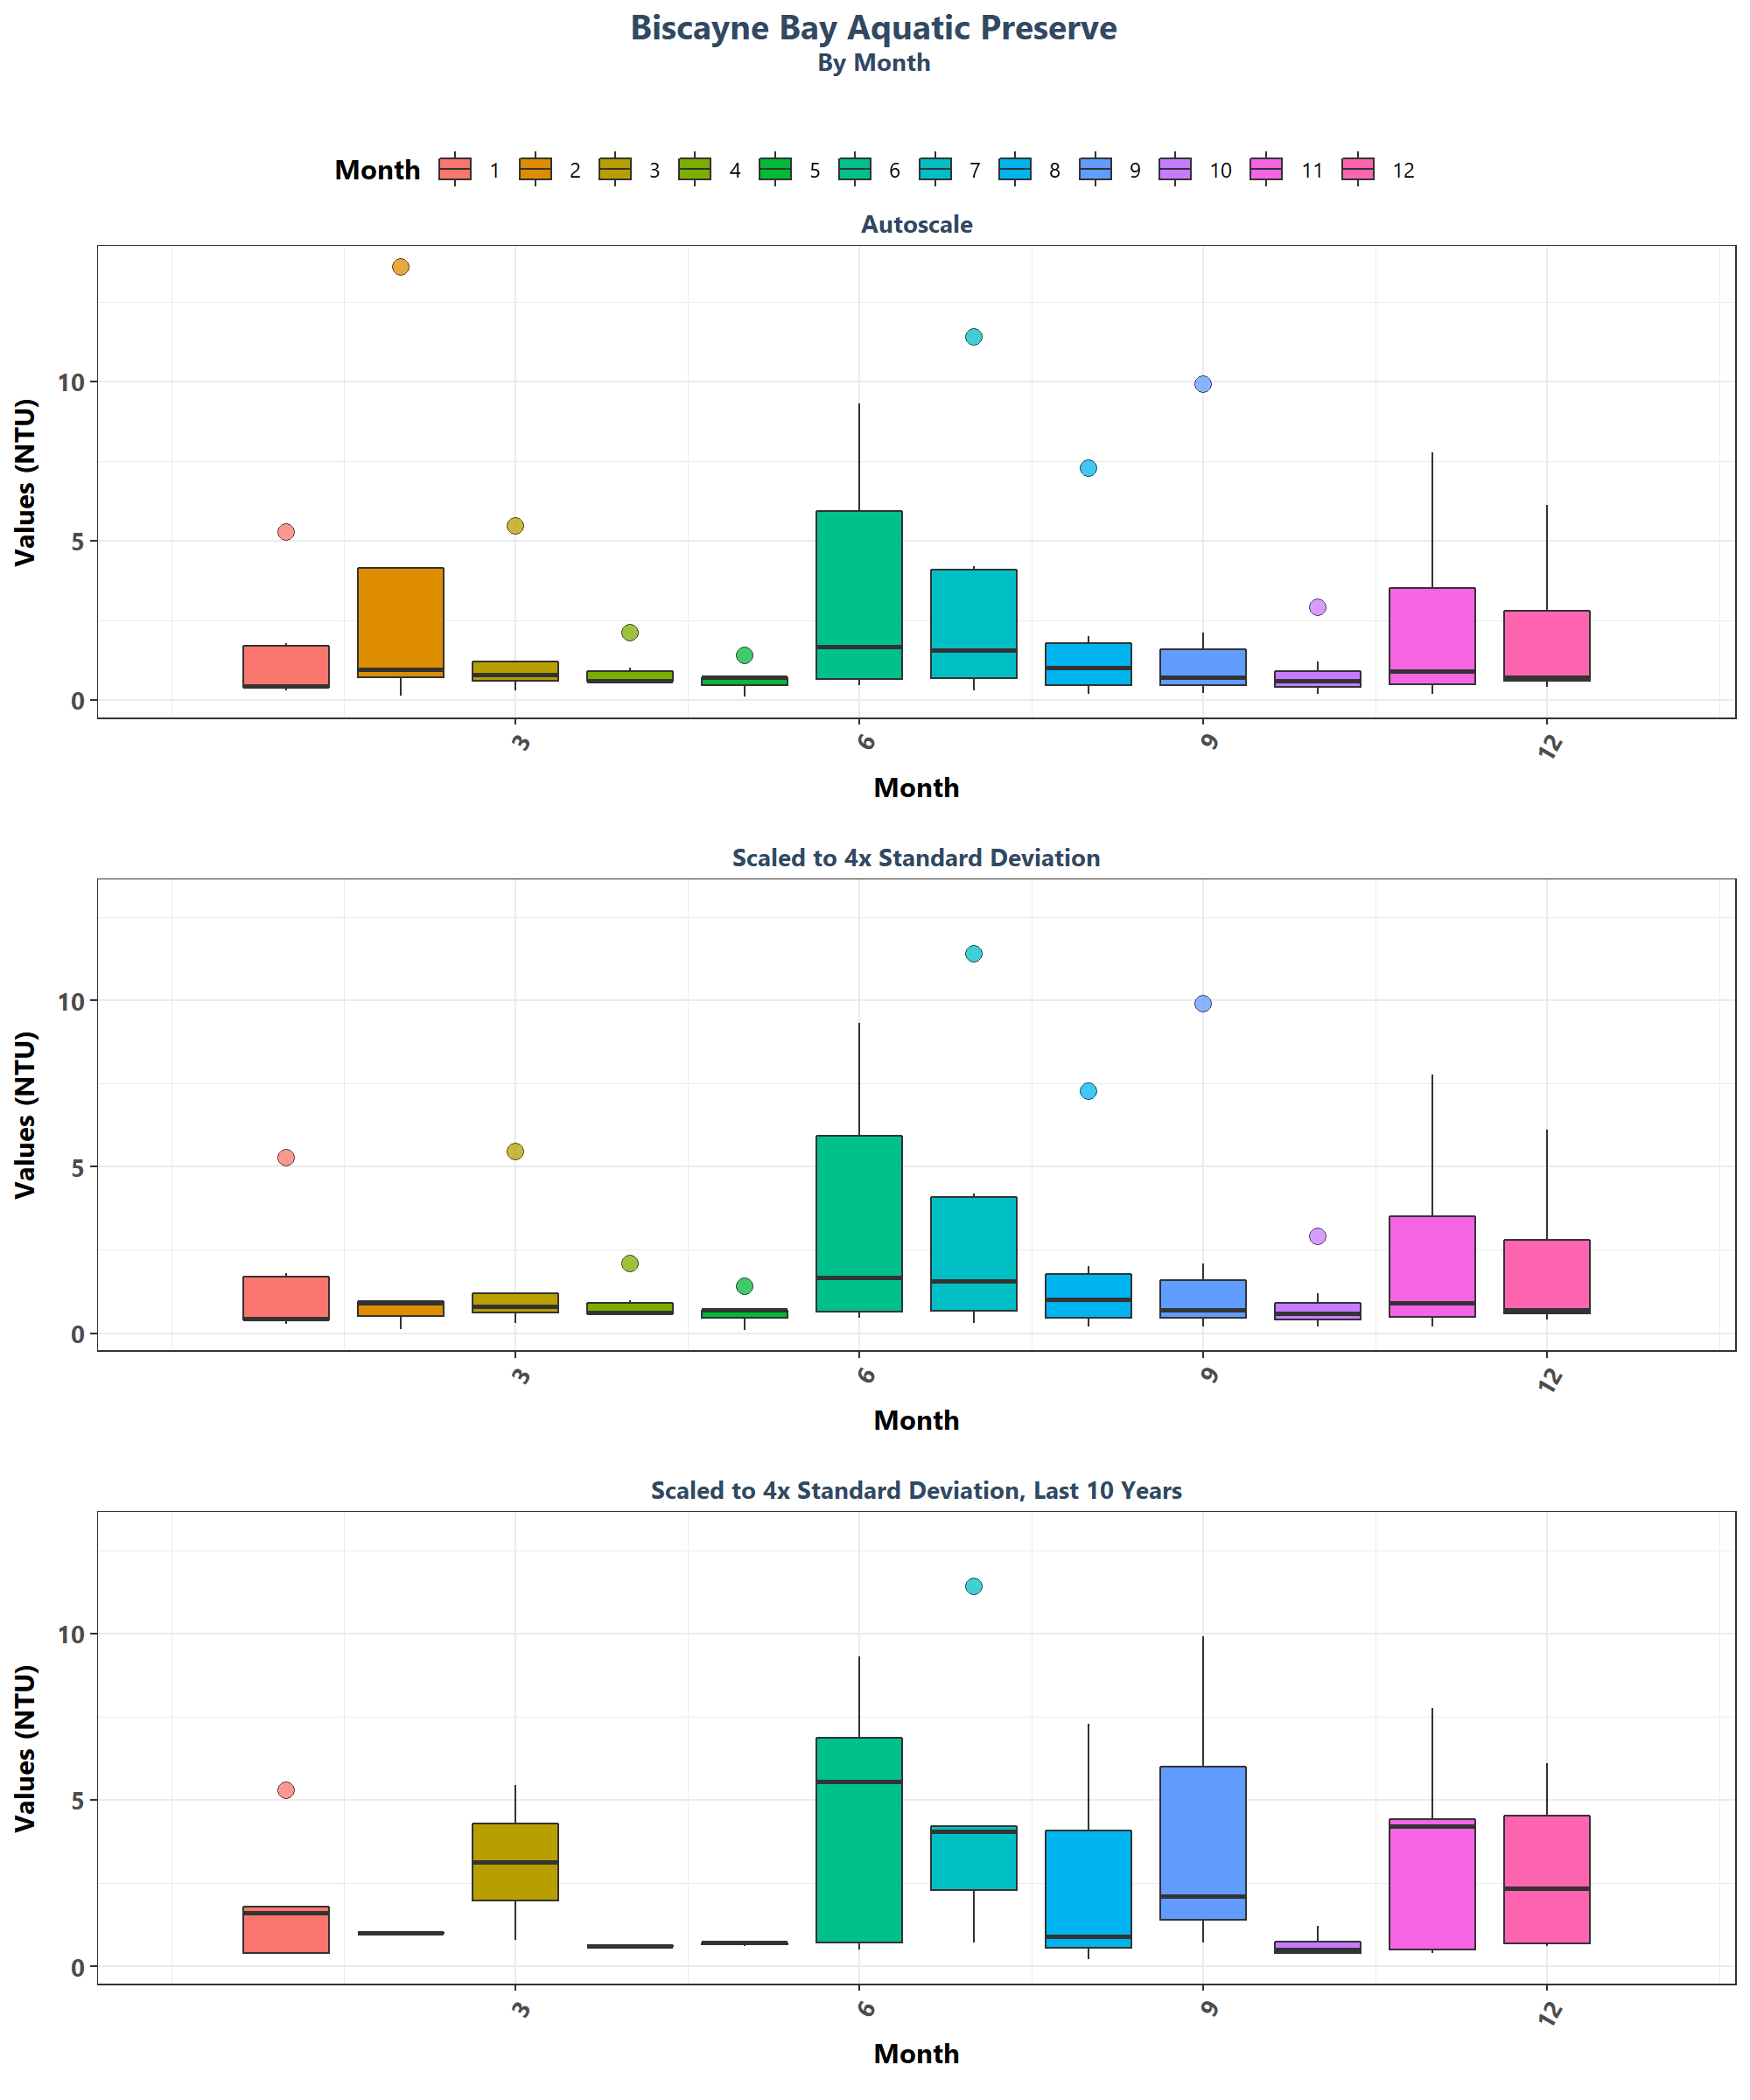 Biscayne Bay Aquatic Preserve
By Month
Month 1 2 3 4 5 6 7 8 9 10 11 12
Autoscale
Values (NTU)
10
5
0
3 6 9 12
Month
Scaled to 4x Standard Deviation
Values (NTU)
10
5
0
3 6 9 12
Month
Scaled to 4x Standard Deviation, Last 10 Years
Values (NTU)
10
5
0
3 6 9 12
Month